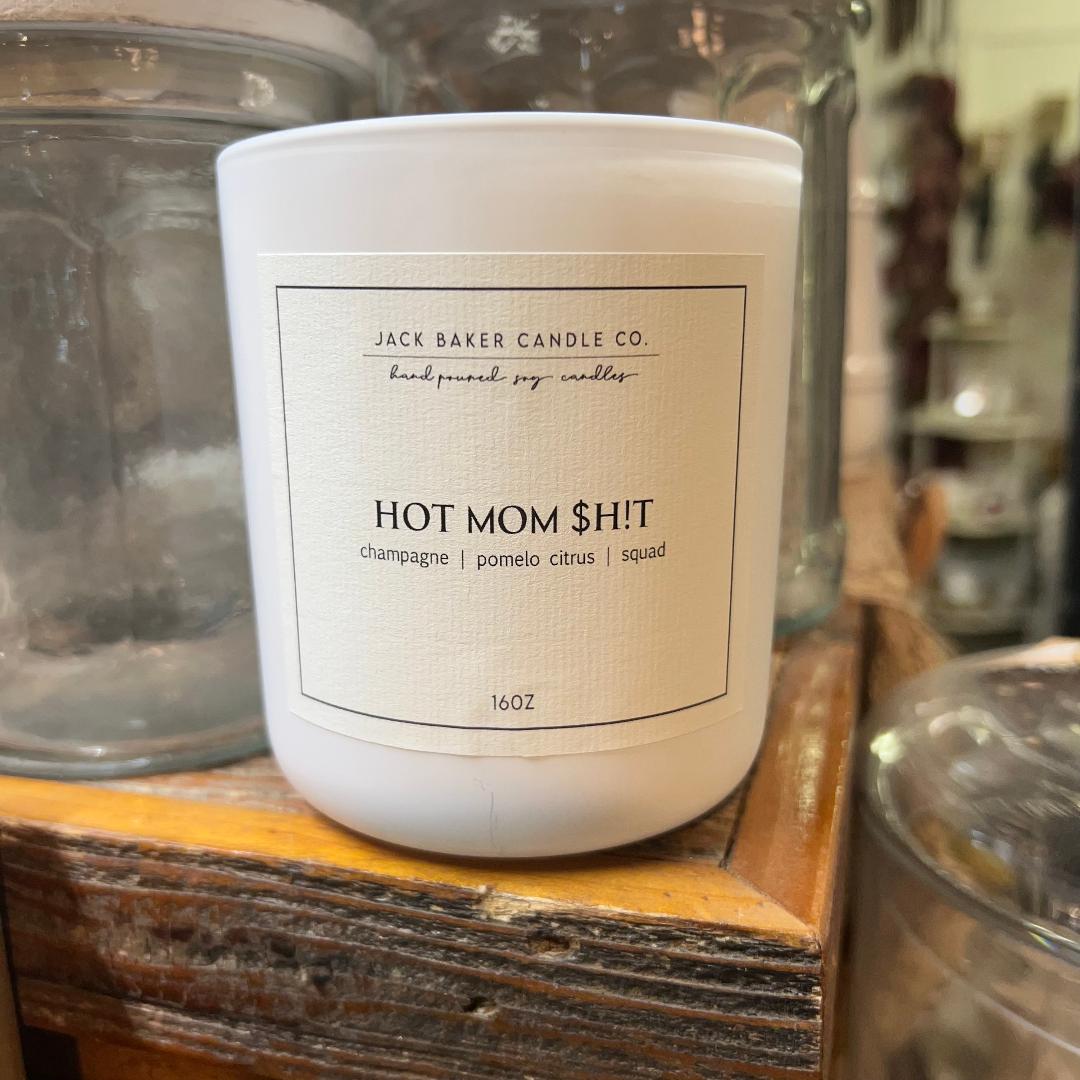 JACK BAKER CANDLE CO.
hand poured soy candles
HOT MOM $H!T
champagne | pomelo citrus | squad
16OZ